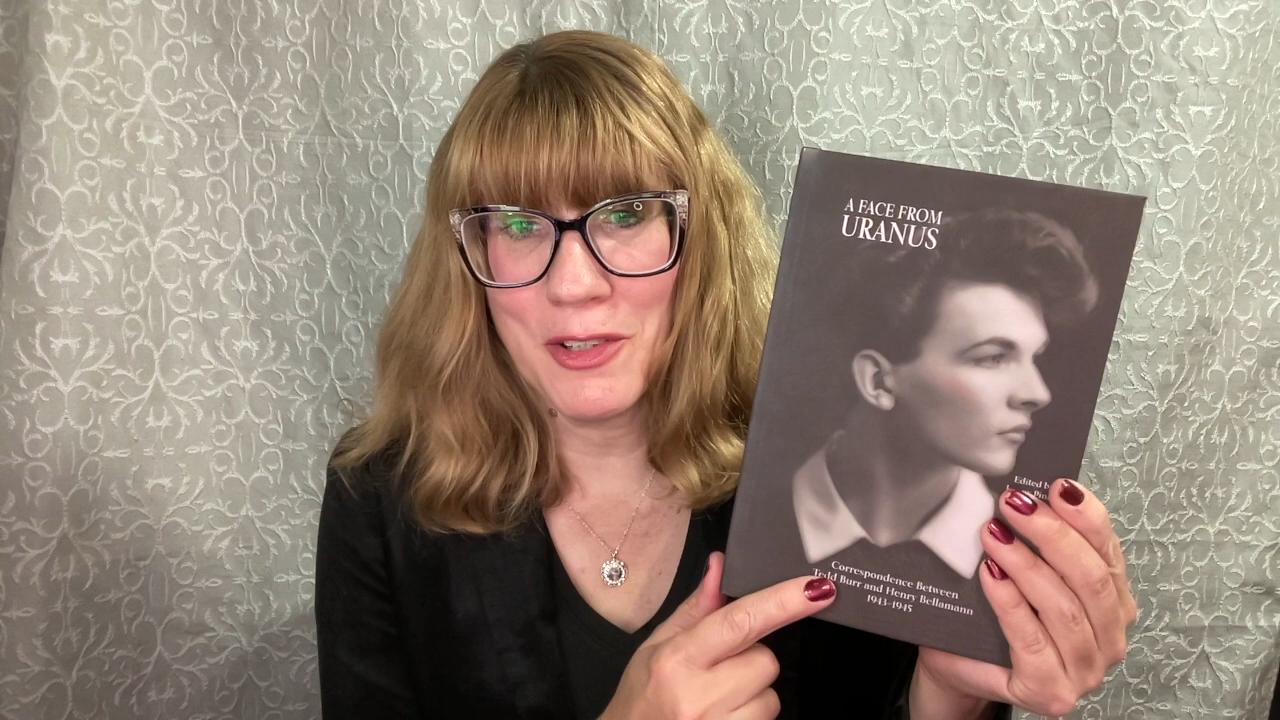 A FACE FROM
URANUS
Edited
Correspondence Between
Todd Burr and Henry Bellamann
1943-1945